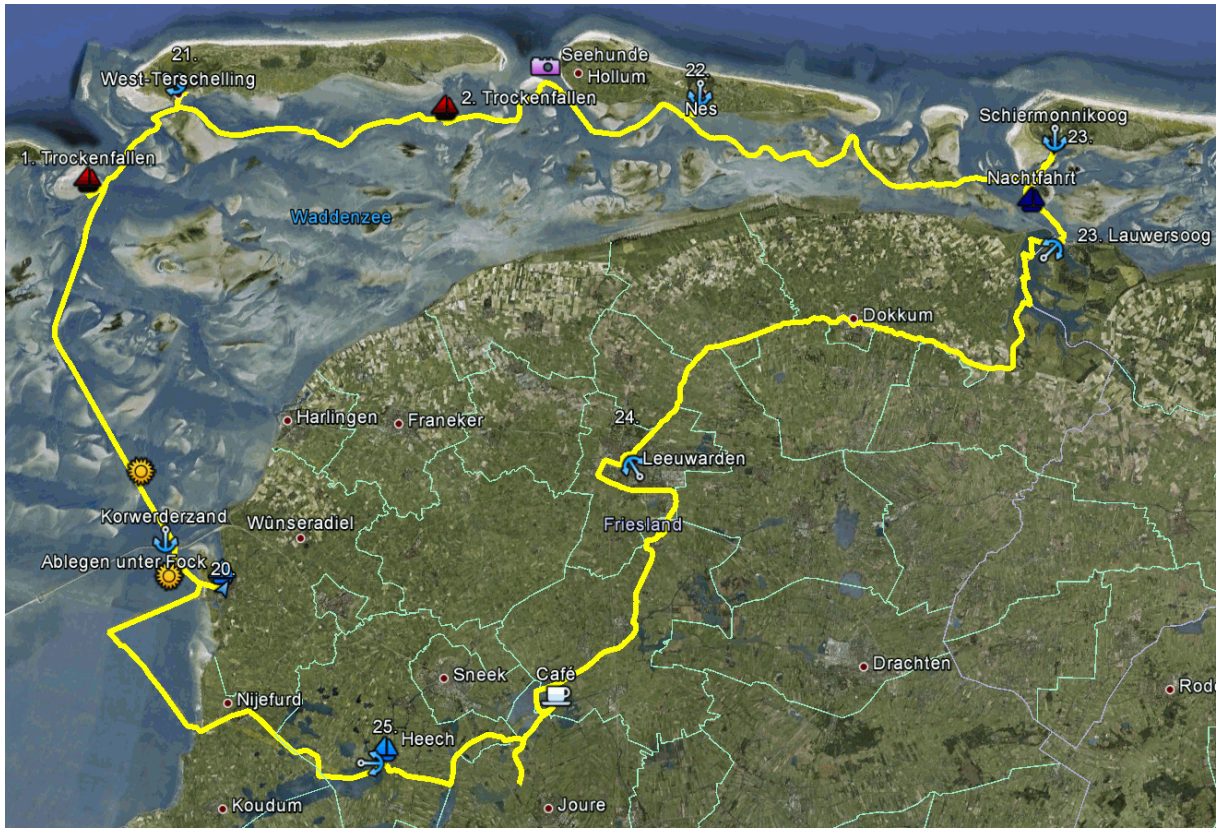 21.
West-Terschelling
Seehunde
Hollum
2. Trockenfallen
22.
Nes
Schiermonnikoog
23.
1. Trockenfallen
Nachtfahrt
Waddenzee
23. Lauwersoog
Dokkum
Harlingen
Franeker
24.
Leeuwarden
Korwerderzand
Wûnseradiel
Friesland
Ablegen unter Fock
20.
Drachten
Sneek
Café
Nijefurd
Rode
25.
Heech
Koudum
Joure